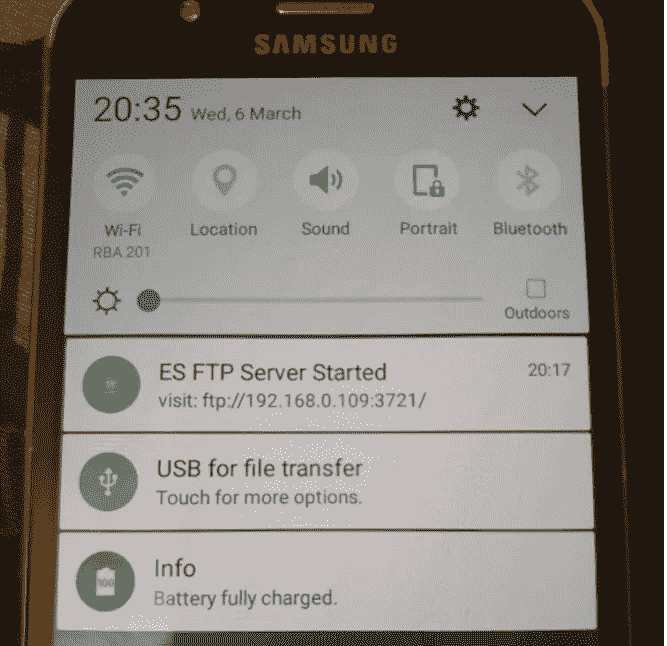 SAMSUNG
20:35 Wed, 6 March
Wi-Fi
RBA 201
Location
Sound
Portrait
Bluetooth
Outdoors
ES FTP Server Started 20:17
visit: ftp://192.168.0.109:3721/
USB for file transfer
Touch for more options.
Info
100
Battery fully charged.